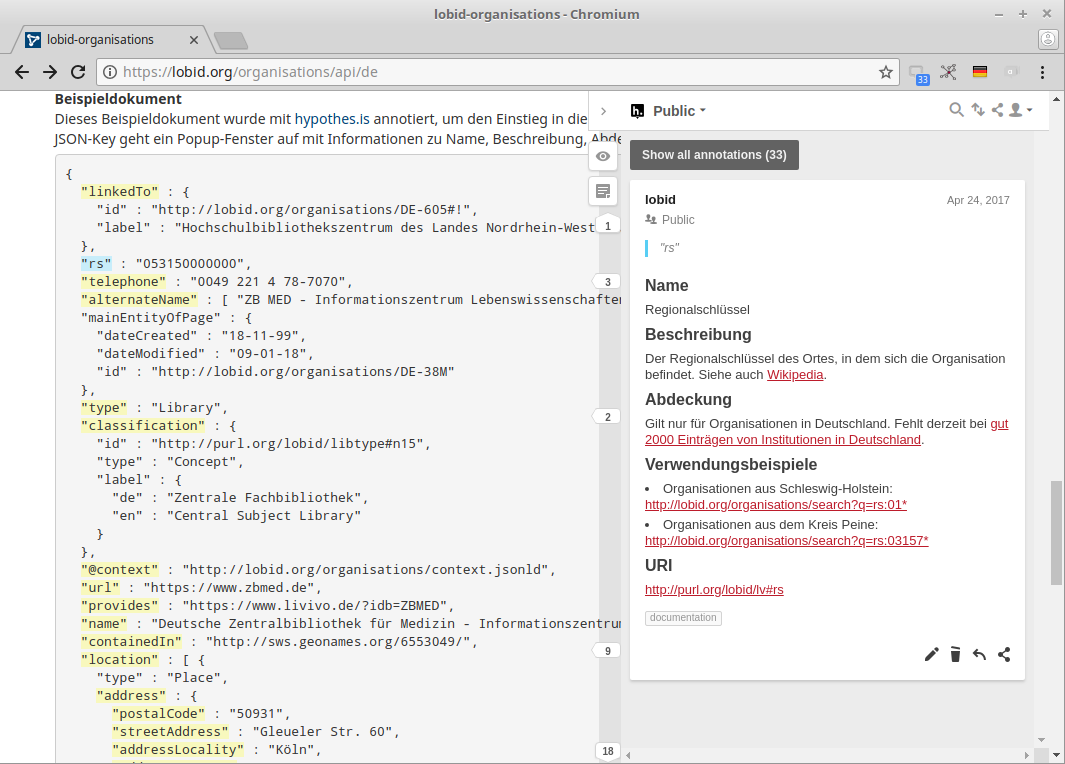 lobid-organisations - Chromium
lobid-organisations
https://lobid.org/organisations/api/de
33
Beispieldokument
Dieses Beispieldokument wurde mit hypothes.is annotiert, um den Einstieg in die
JSON-Key geht ein Popup-Fenster auf mit Informationen zu Name, Beschreibung, Abde
{
"linkedTo" : {
"id" : "http://lobid.org/organisations/DE-605#!",
"label" : "Hochschulbibliothekszentrum des Landes Nordrhein-West
},
"rs" : "053150000000",
"telephone" : "0049 221 4 78-7070",
"alternateName" : [ "ZB MED - Informationszentrum Lebenswissenschaften
"mainEntityOfPage" : {
"dateCreated" : "18-11-99",
"dateModified" : "09-01-18",
"id" : "http://lobid.org/organisations/DE-38M"
},
"type" : "Library",
"classification" : {
"id" : "http://purl.org/lobid/libtype#n15",
"type" : "Concept",
"label" : {
"de" : "Zentrale Fachbibliothek",
"en" : "Central Subject Library"
}
},
"@context" : "http://lobid.org/organisations/context.jsonld",
"url" : "https://www.zbmed.de",
"provides" : "https://www.livivo.de/?idb=ZBMED",
"name" : "Deutsche Zentralbibliothek für Medizin - Informationszentrum
"containedIn" : "http://sws.geonames.org/6553049/",
"location" : [ {
"type" : "Place",
"address" : {
"postalCode" : "50931",
"streetAddress" : "Gleueler Str. 60",
"addressLocality" : "Köln",
1
3
2
9
18
h. Public
Show all annotations (33)
lobid Apr 24, 2017
Public
"rs"
Name
Regionalschlüssel
Beschreibung
Der Regionalschlüssel des Ortes, in dem sich die Organisation
befindet. Siehe auch Wikipedia.
Abdeckung
Gilt nur für Organisationen in Deutschland. Fehlt derzeit bei gut
2000 Einträgen von Institutionen in Deutschland.
Verwendungsbeispiele
• Organisationen aus Schleswig-Holstein:
http://lobid.org/organisations/search?q=rs:01*
• Organisationen aus dem Kreis Peine:
http://lobid.org/organisations/search?q=rs:03157*
URI
http://purl.org/lobid/lv#rs
documentation